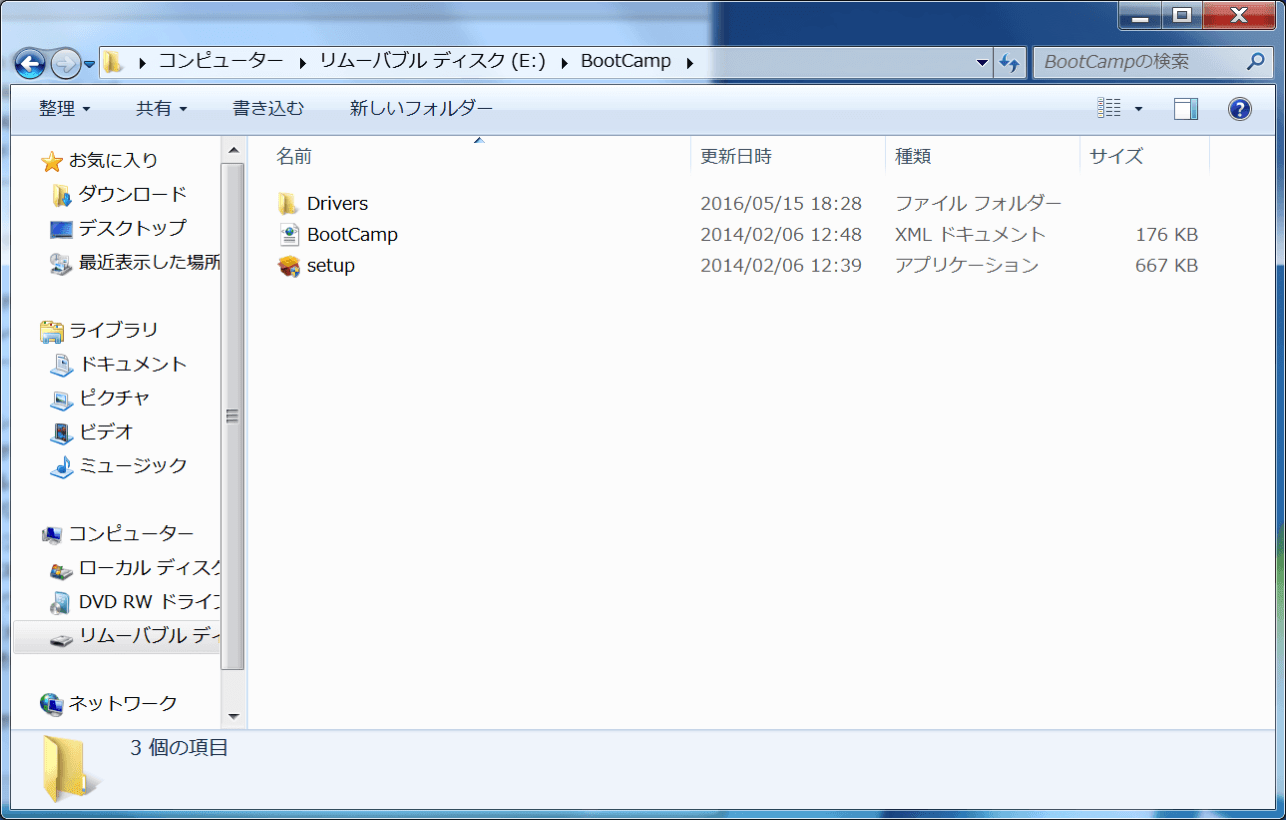 コンピューター ▸ リムーバブル ディスク (E:) ▸ BootCamp ▸
BootCampの検索
整理 共有 書き込む 新しいフォルダー
お気に入り
ダウンロード
デスクトップ
最近表示した場所
ライブラリ
ドキュメント
ピクチャ
ビデオ
ミュージック
コンピューター
ローカル ディスク
DVD RW ドライブ
リムーバブル ディ
ネットワーク
名前 更新日時 種類 サイズ
Drivers 2016/05/15 18:28 ファイル フォルダー
BootCamp 2014/02/06 12:48 XML ドキュメント 176 KB
setup 2014/02/06 12:39 アプリケーション 667 KB
3 個の項目